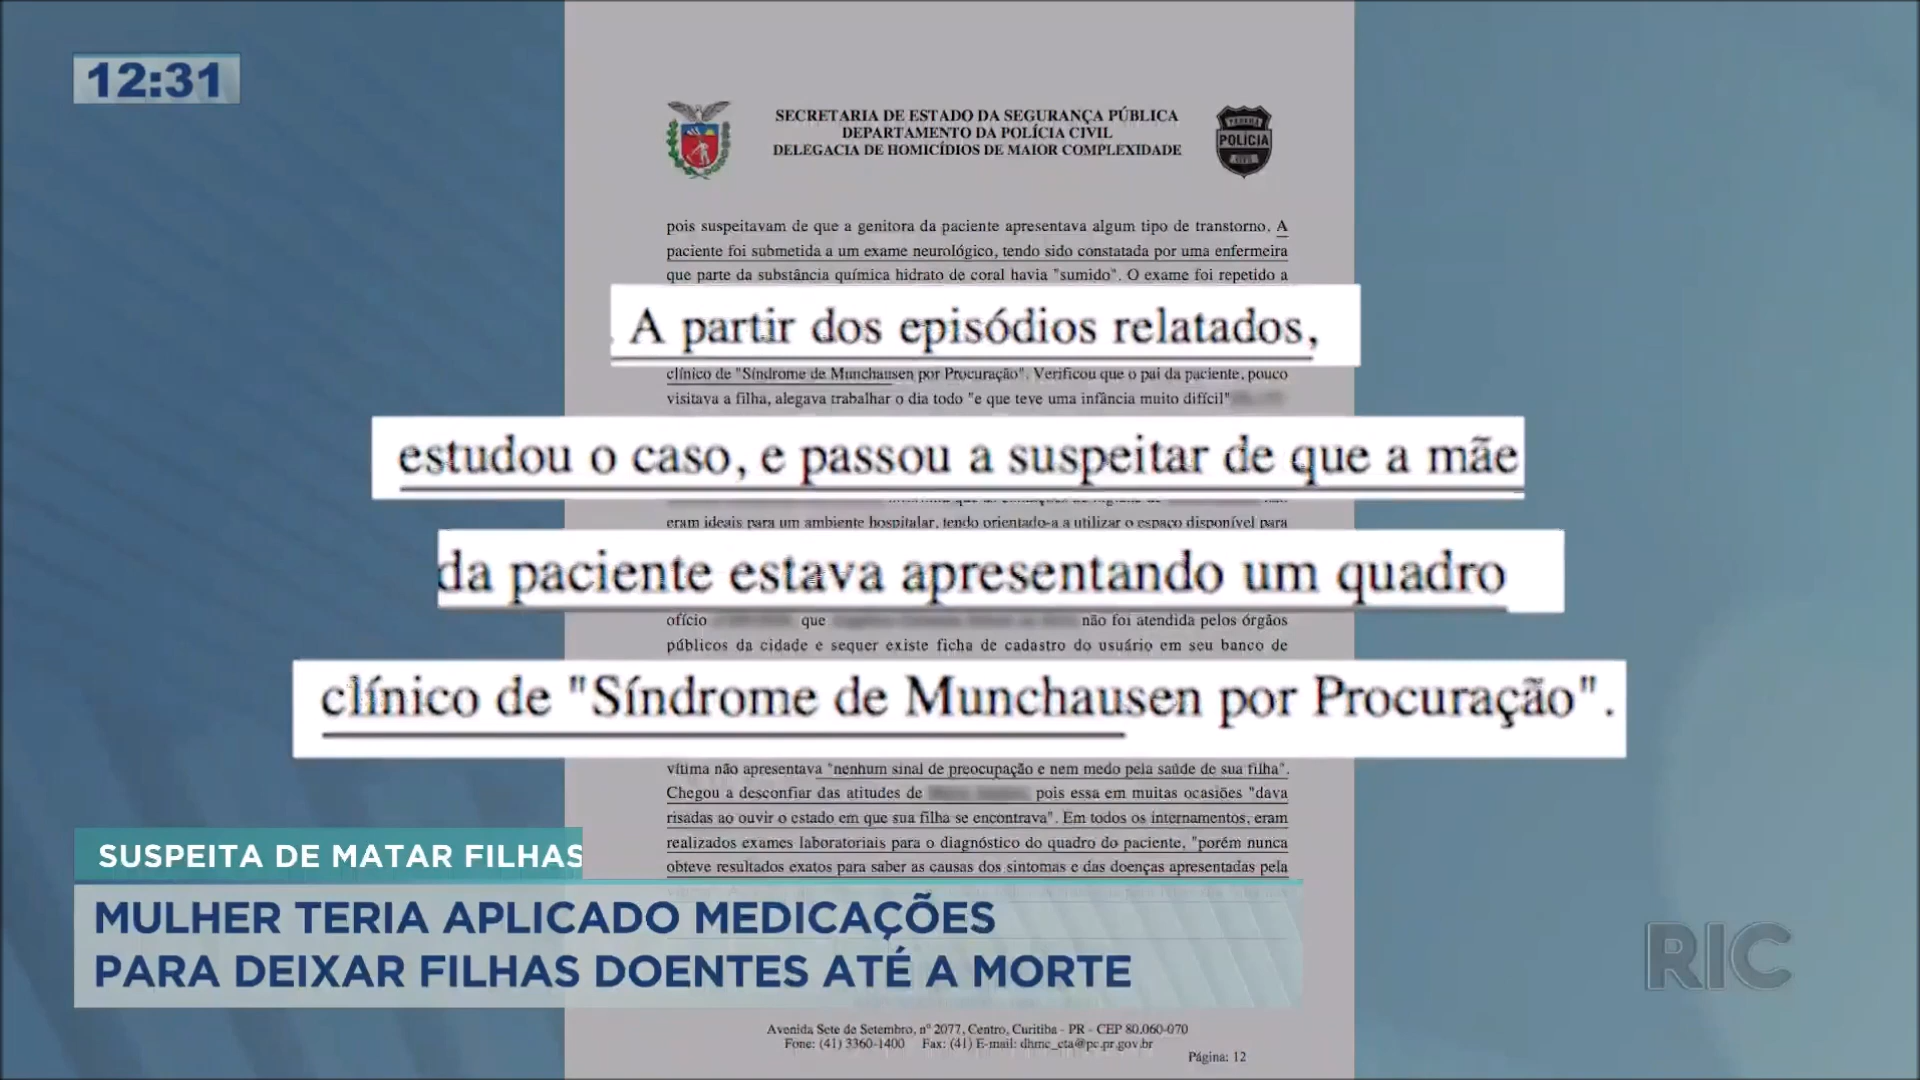 12:31
SECRETARIA DE ESTADO DA SEGURANÇA PÚBLICA
DEPARTAMENTO DA POLÍCIA CIVIL
DELEGACIA DE HOMICÍDIOS DE MAIOR COMPLEXIDADE
POLÍCIA
pois suspeitavam de que a genitora da paciente apresentava algum tipo de transtorno. A
paciente foi submetida a um exame neurológico, tendo sido constatada por uma enfermeira
que parte da substância química hidrato de coral havia "sumido". O exame foi repetido a
A partir dos episódios relatados,
clínico de "Síndrome de Munchausen por Procuração". Verificou que o pai da paciente, pouco
visitava a filha, alegava trabalhar o dia todo "e que teve uma infância muito difícil"
estudou o caso, e passou a suspeitar de que a mãe
eram ideais para um ambiente hospitalar, tendo orientado-a a utilizar o espaço disponível para
da paciente estava apresentando um quadro
ofício que não foi atendida pelos órgãos
públicos da cidade e sequer existe ficha de cadastro do usuário em seu banco de
clínico de "Síndrome de Munchausen por Procuração".
vítima não apresentava "nenhum sinal de preocupação e nem medo pela saúde de sua filha".
Chegou a desconfiar das atitudes de pois essa em muitas ocasiões "dava
risadas ao ouvir o estado em que sua filha se encontrava". Em todos os internamentos, eram
realizados exames laboratoriais para o diagnóstico do quadro do paciente, "porém nunca
obteve resultados exatos para saber as causas dos sintomas e das doenças apresentadas pela
SUSPEITA DE MATAR FILHAS
MULHER TERIA APLICADO MEDICAÇÕES
PARA DEIXAR FILHAS DOENTES ATÉ A MORTE
RIC
Avenida Sete de Setembro, nº 2077, Centro, Curitiba - PR - CEP 80.060-070
Fone: (41) 3360-1400 Fax: (41) E-mail: dhmc_cta@pc.pr.gov.br
Página: 12